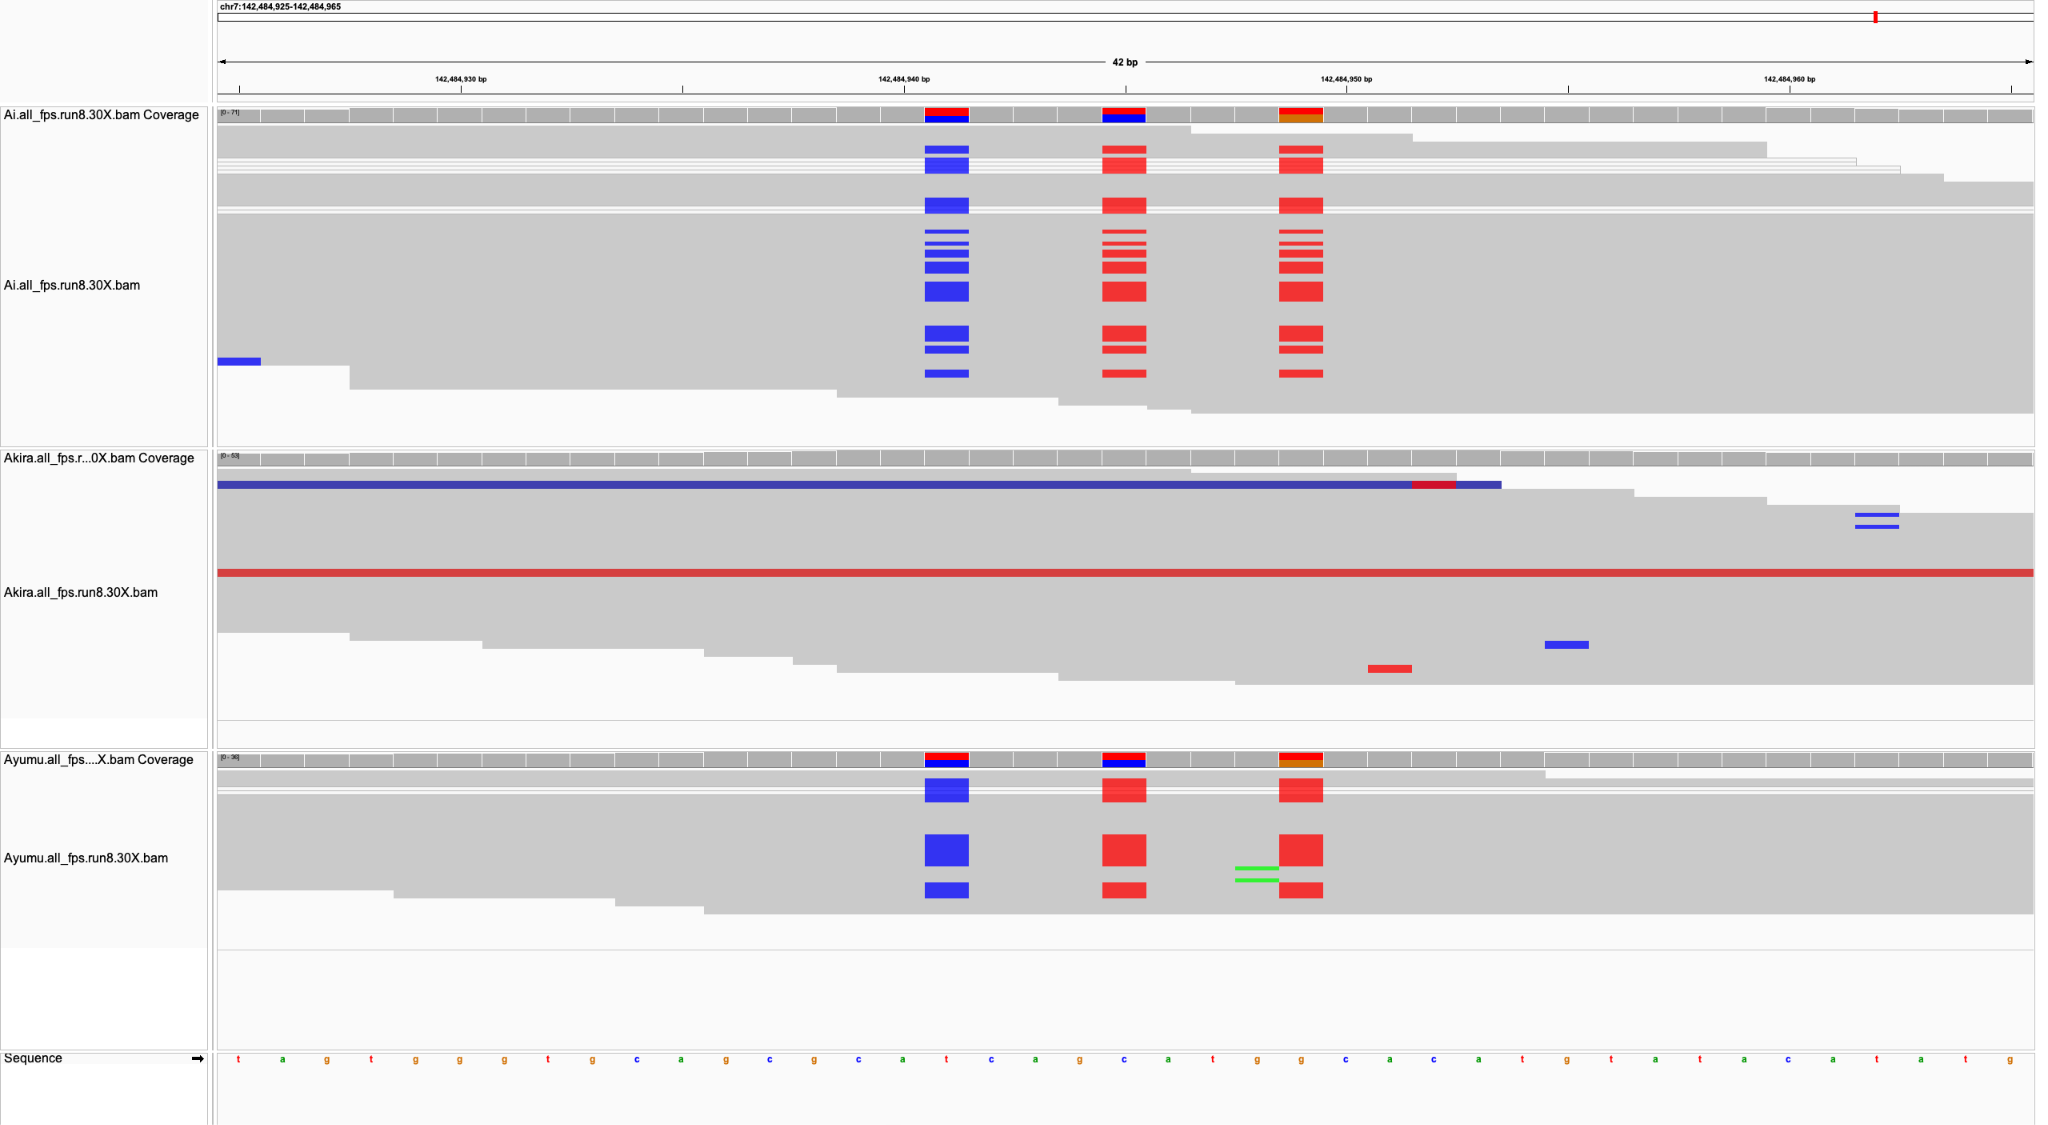 chr7:142,484,925-142,484,965
42 bp
142,484,930 bp 142,484,940 bp 142,484,950 bp 142,484,960 bp
Ai.all_fps.run8.30X.bam Coverage [0 - 71]
Ai.all_fps.run8.30X.bam
Akira.all_fps.r...0X.bam Coverage [0 - 53]
Akira.all_fps.run8.30X.bam
Ayumu.all_fps....X.bam Coverage [0 - 36]
Ayumu.all_fps.run8.30X.bam
Sequence t a g t g g g t g c a g c g c a t c a g c a t g g c a c a t g t a t a c a t a t g